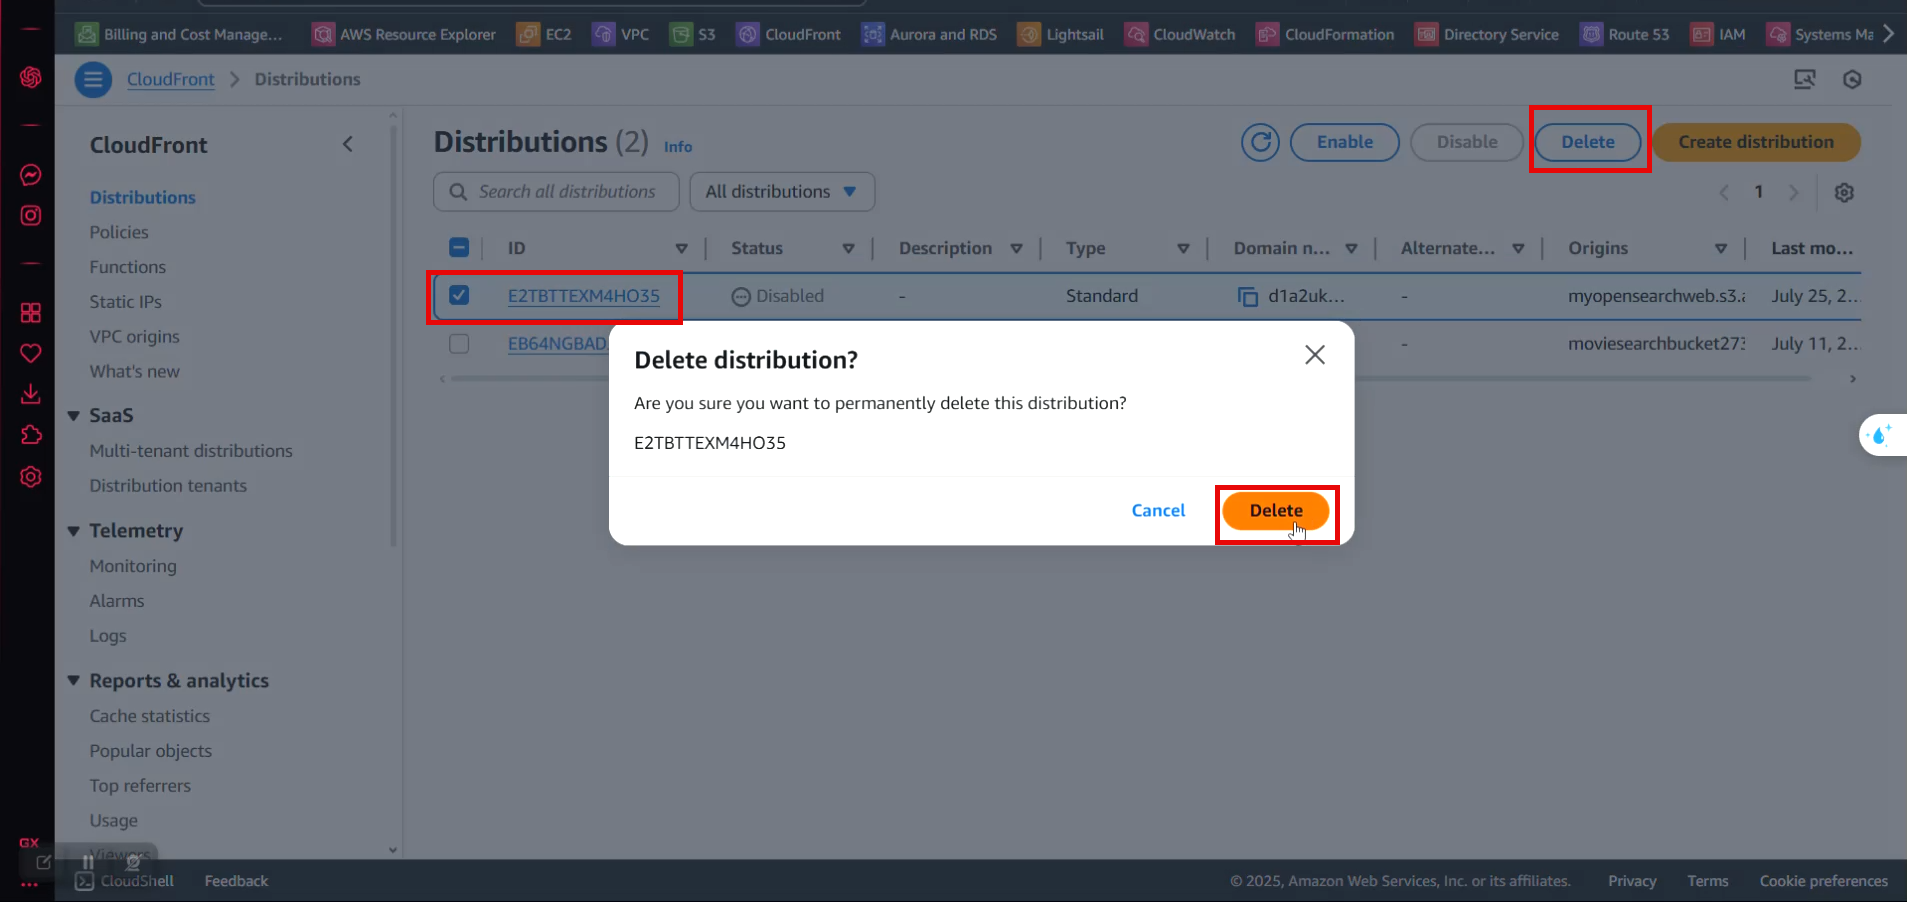 Billing and Cost Manage...
AWS Resource Explorer
EC2
VPC
S3
CloudFront
Aurora and RDS
Lightsail
CloudWatch
CloudFormation
Directory Service
Route 53
IAM
Systems Ma
CloudFront
Distributions
CloudFront
Distributions
Policies
Functions
Static IPs
VPC origins
What's new
SaaS
Multi-tenant distributions
Distribution tenants
Telemetry
Monitoring
Alarms
Logs
Reports & analytics
Cache statistics
Popular objects
Top referrers
Usage
Viewers
Distributions (2) Info
Enable
Disable
Delete
Create distribution
Search all distributions
All distributions
1
ID
Status
Description
Type
Domain n...
Alternate...
Origins
Last mo...
E2TBTTEXM4HO35
Disabled
-
Standard
d1a2uk...
-
myopensearchweb.s3.a
July 25, 2...
EB64NGBAD
-
moviesearchbucket273
July 11, 2...
Delete distribution?
Are you sure you want to permanently delete this distribution?
E2TBTTEXM4HO35
Cancel
Delete
GX
CloudShell
Feedback
© 2025, Amazon Web Services, Inc. or its affiliates.
Privacy
Terms
Cookie preferences